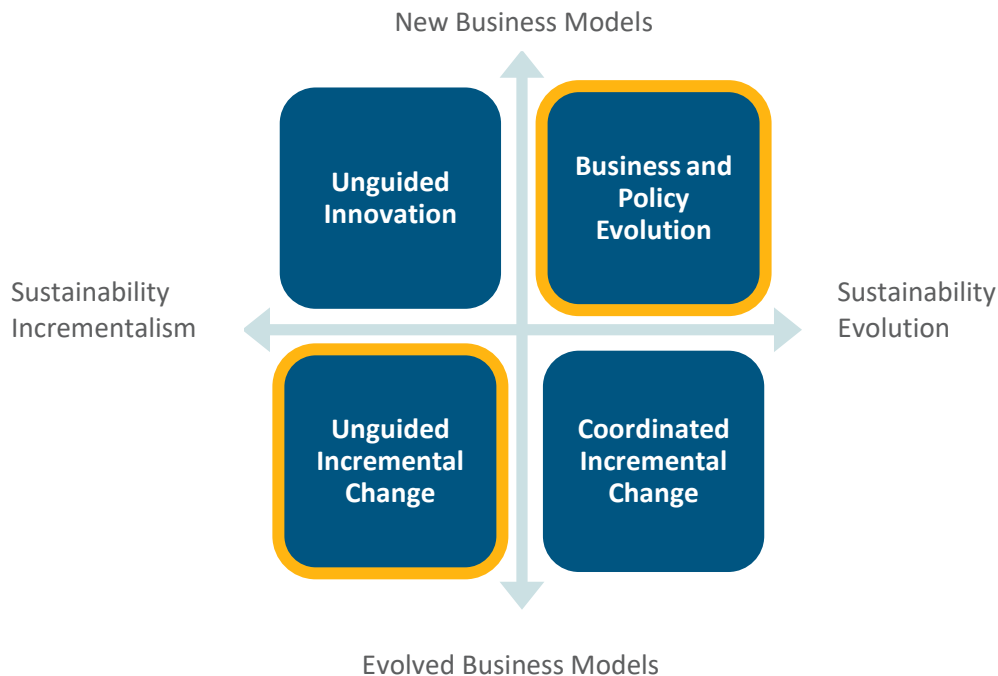 New Business Models
Unguided
Innovation
Business and
Policy
Evolution
Sustainability
Incrementalism
Sustainability
Evolution
Unguided
Incremental
Change
Coordinated
Incremental
Change
Evolved Business Models